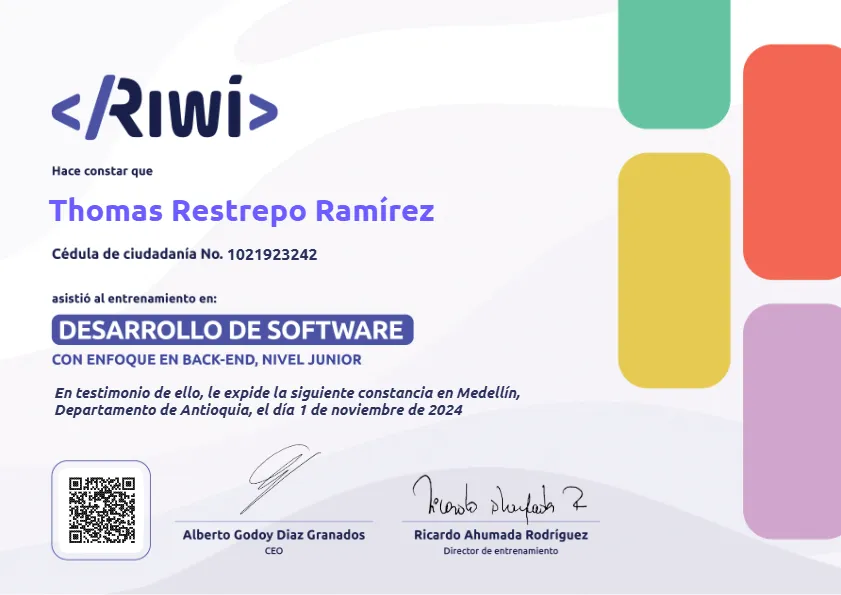 </RIWI>
Hace constar que
Thomas Restrepo Ramírez
Cédula de ciudadanía No. 1021923242
asistió al entrenamiento en:
DESARROLLO DE SOFTWARE
CON ENFOQUE EN BACK-END, NIVEL JUNIOR
En testimonio de ello, le expide la siguiente constancia en Medellín,
Departamento de Antioquia, el día 1 de noviembre de 2024
Ricardo Ahumada R
Alberto Godoy Diaz Granados
Ricardo Ahumada Rodríguez
CEO
Director de entrenamiento